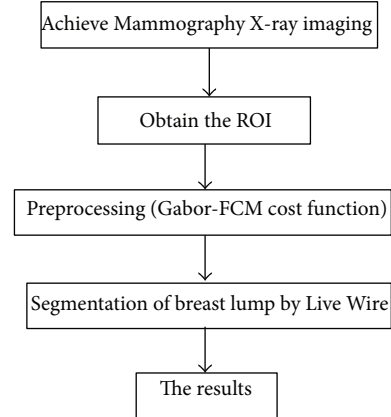 Achieve Mammography X-ray imaging
Obtain the ROI
Preprocessing (Gabor-FCM cost function)
Segmentation of breast lump by Live Wire
The results